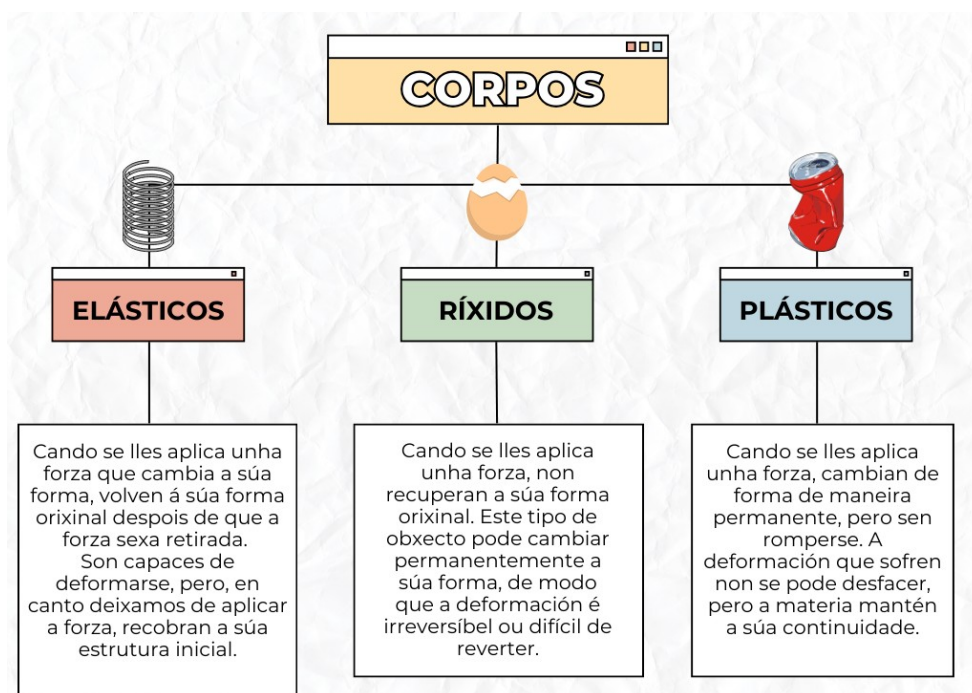 CORPOS
ELÁSTICOS
Cando se lles aplica unha
forza que cambia a súa
forma, volven á súa forma
orixinal despois de que a
forza sexa retirada.
Son capaces de
deformarse, pero, en
canto deixamos de aplicar
a forza, recobran a súa
estrutura inicial.
RÍXIDOS
Cando se lles aplica
unha forza, non
recuperan a súa forma
orixinal. Este tipo de
obxecto pode cambiar
permanentemente a
súa forma, de modo
que a deformación é
irreversíbel ou difícil de
reverter.
PLÁSTICOS
Cando se lles aplica
unha forza, cambian de
forma de maneira
permanente, pero sen
romperse. A
deformación que sofren
non se pode desfacer,
pero a materia mantén
a súa continuidade.